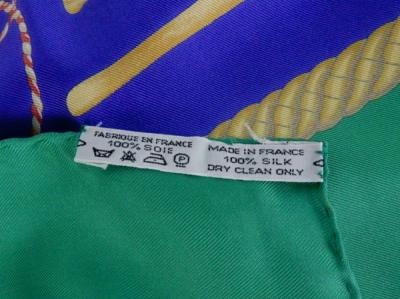 FABRIQUE EN FRANCE
100% SOIE
P
MADE IN FRANCE
100% SILK
DRY CLEAN ONLY